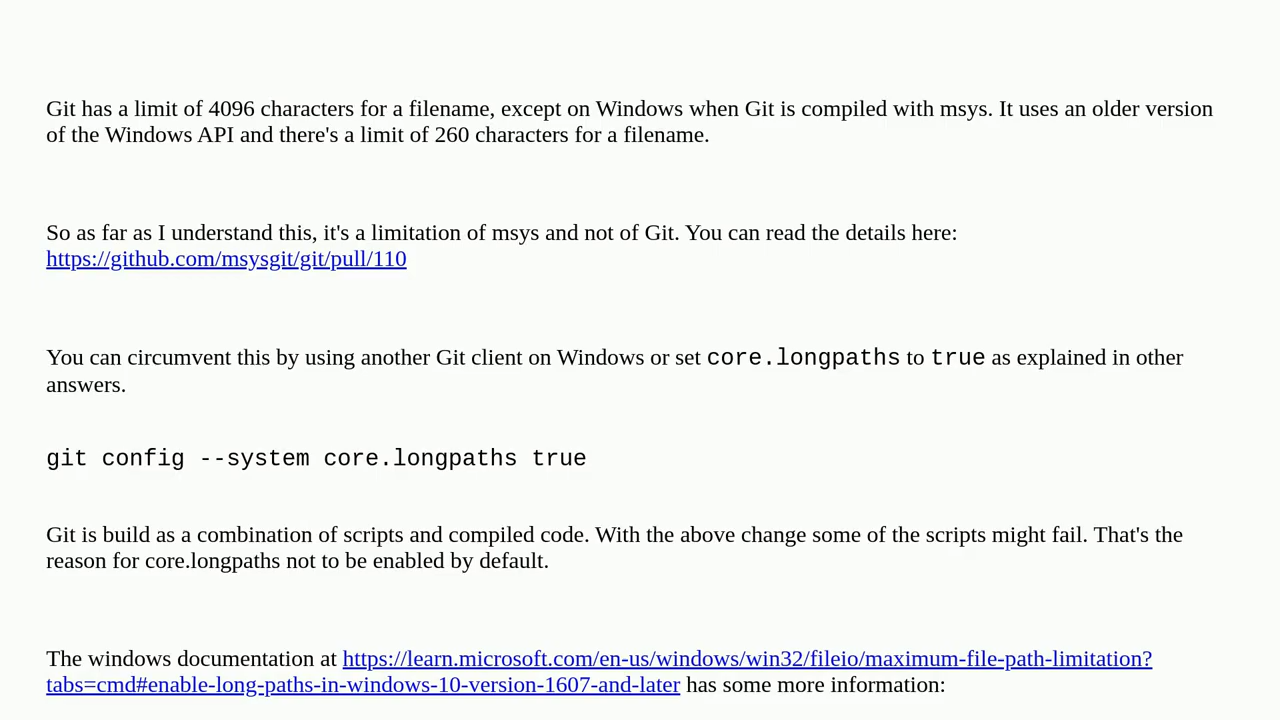 Git has a limit of 4096 characters for a filename, except on Windows when Git is compiled with msys. It uses an older version
of the Windows API and there's a limit of 260 characters for a filename.
So as far as I understand this, it's a limitation of msys and not of Git. You can read the details here:
https://github.com/msysgit/git/pull/110
You can circumvent this by using another Git client on Windows or set core.longpaths to true as explained in other
answers.
git config --system core.longpaths true
Git is build as a combination of scripts and compiled code. With the above change some of the scripts might fail. That's the
reason for core.longpaths not to be enabled by default.
The windows documentation at https://learn.microsoft.com/en-us/windows/win32/fileio/maximum-file-path-limitation?
tabs=cmd#enable-long-paths-in-windows-10-version-1607-and-later has some more information: